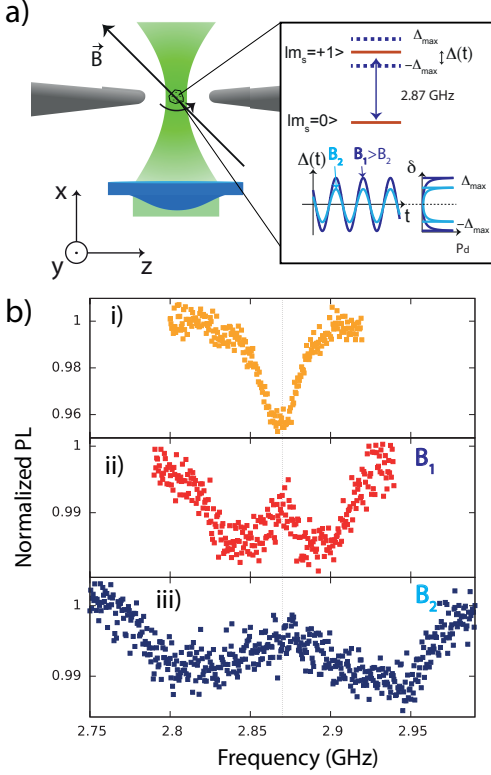 a)
B
x
y
z
|m_s=+1>
Δ_max
-Δ_max
Δ(t)
2.87 GHz
|m_s=0>
Δ(t)
B_2
B_1>B_2
t
δ
Δ_max
-Δ_max
P_d
b)
Normalized PL
i)
1
0.98
0.96
ii)
B_1
1
0.99
iii)
B_2
1
0.99
2.75
2.8
2.85
2.9
2.95
Frequency (GHz)